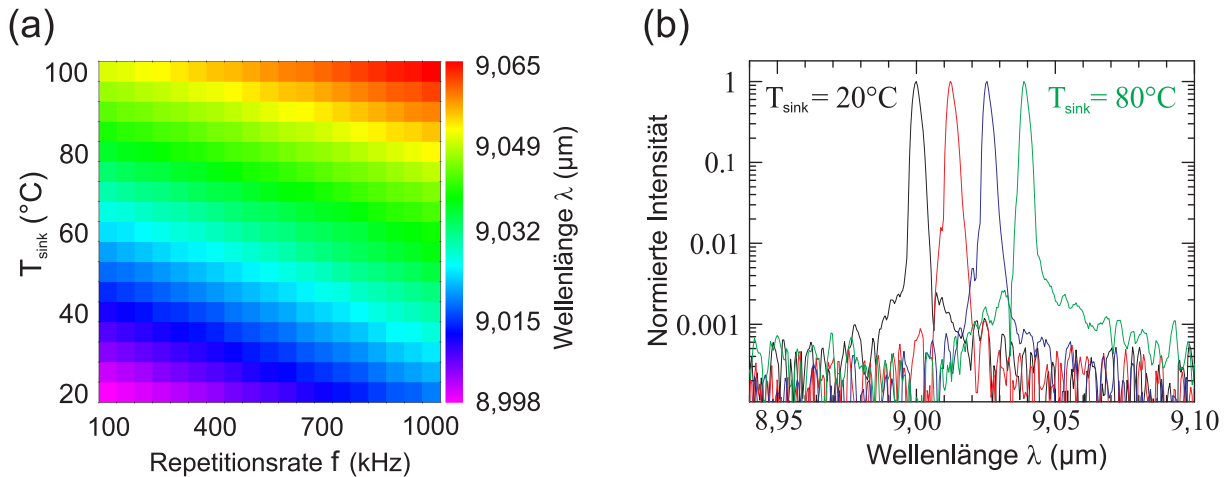 (a)
100
80
60
40
20
T_sink (°C)
100 400 700 1000
Repetitionsrate f (kHz)
9,065
9,049
9,032
9,015
8,998
Wellenlänge λ (µm)
(b)
1
0.1
0.01
0.001
Normierte Intensität
T_sink = 20°C
T_sink = 80°C
8,95 9,00 9,05 9,10
Wellenlänge λ (µm)